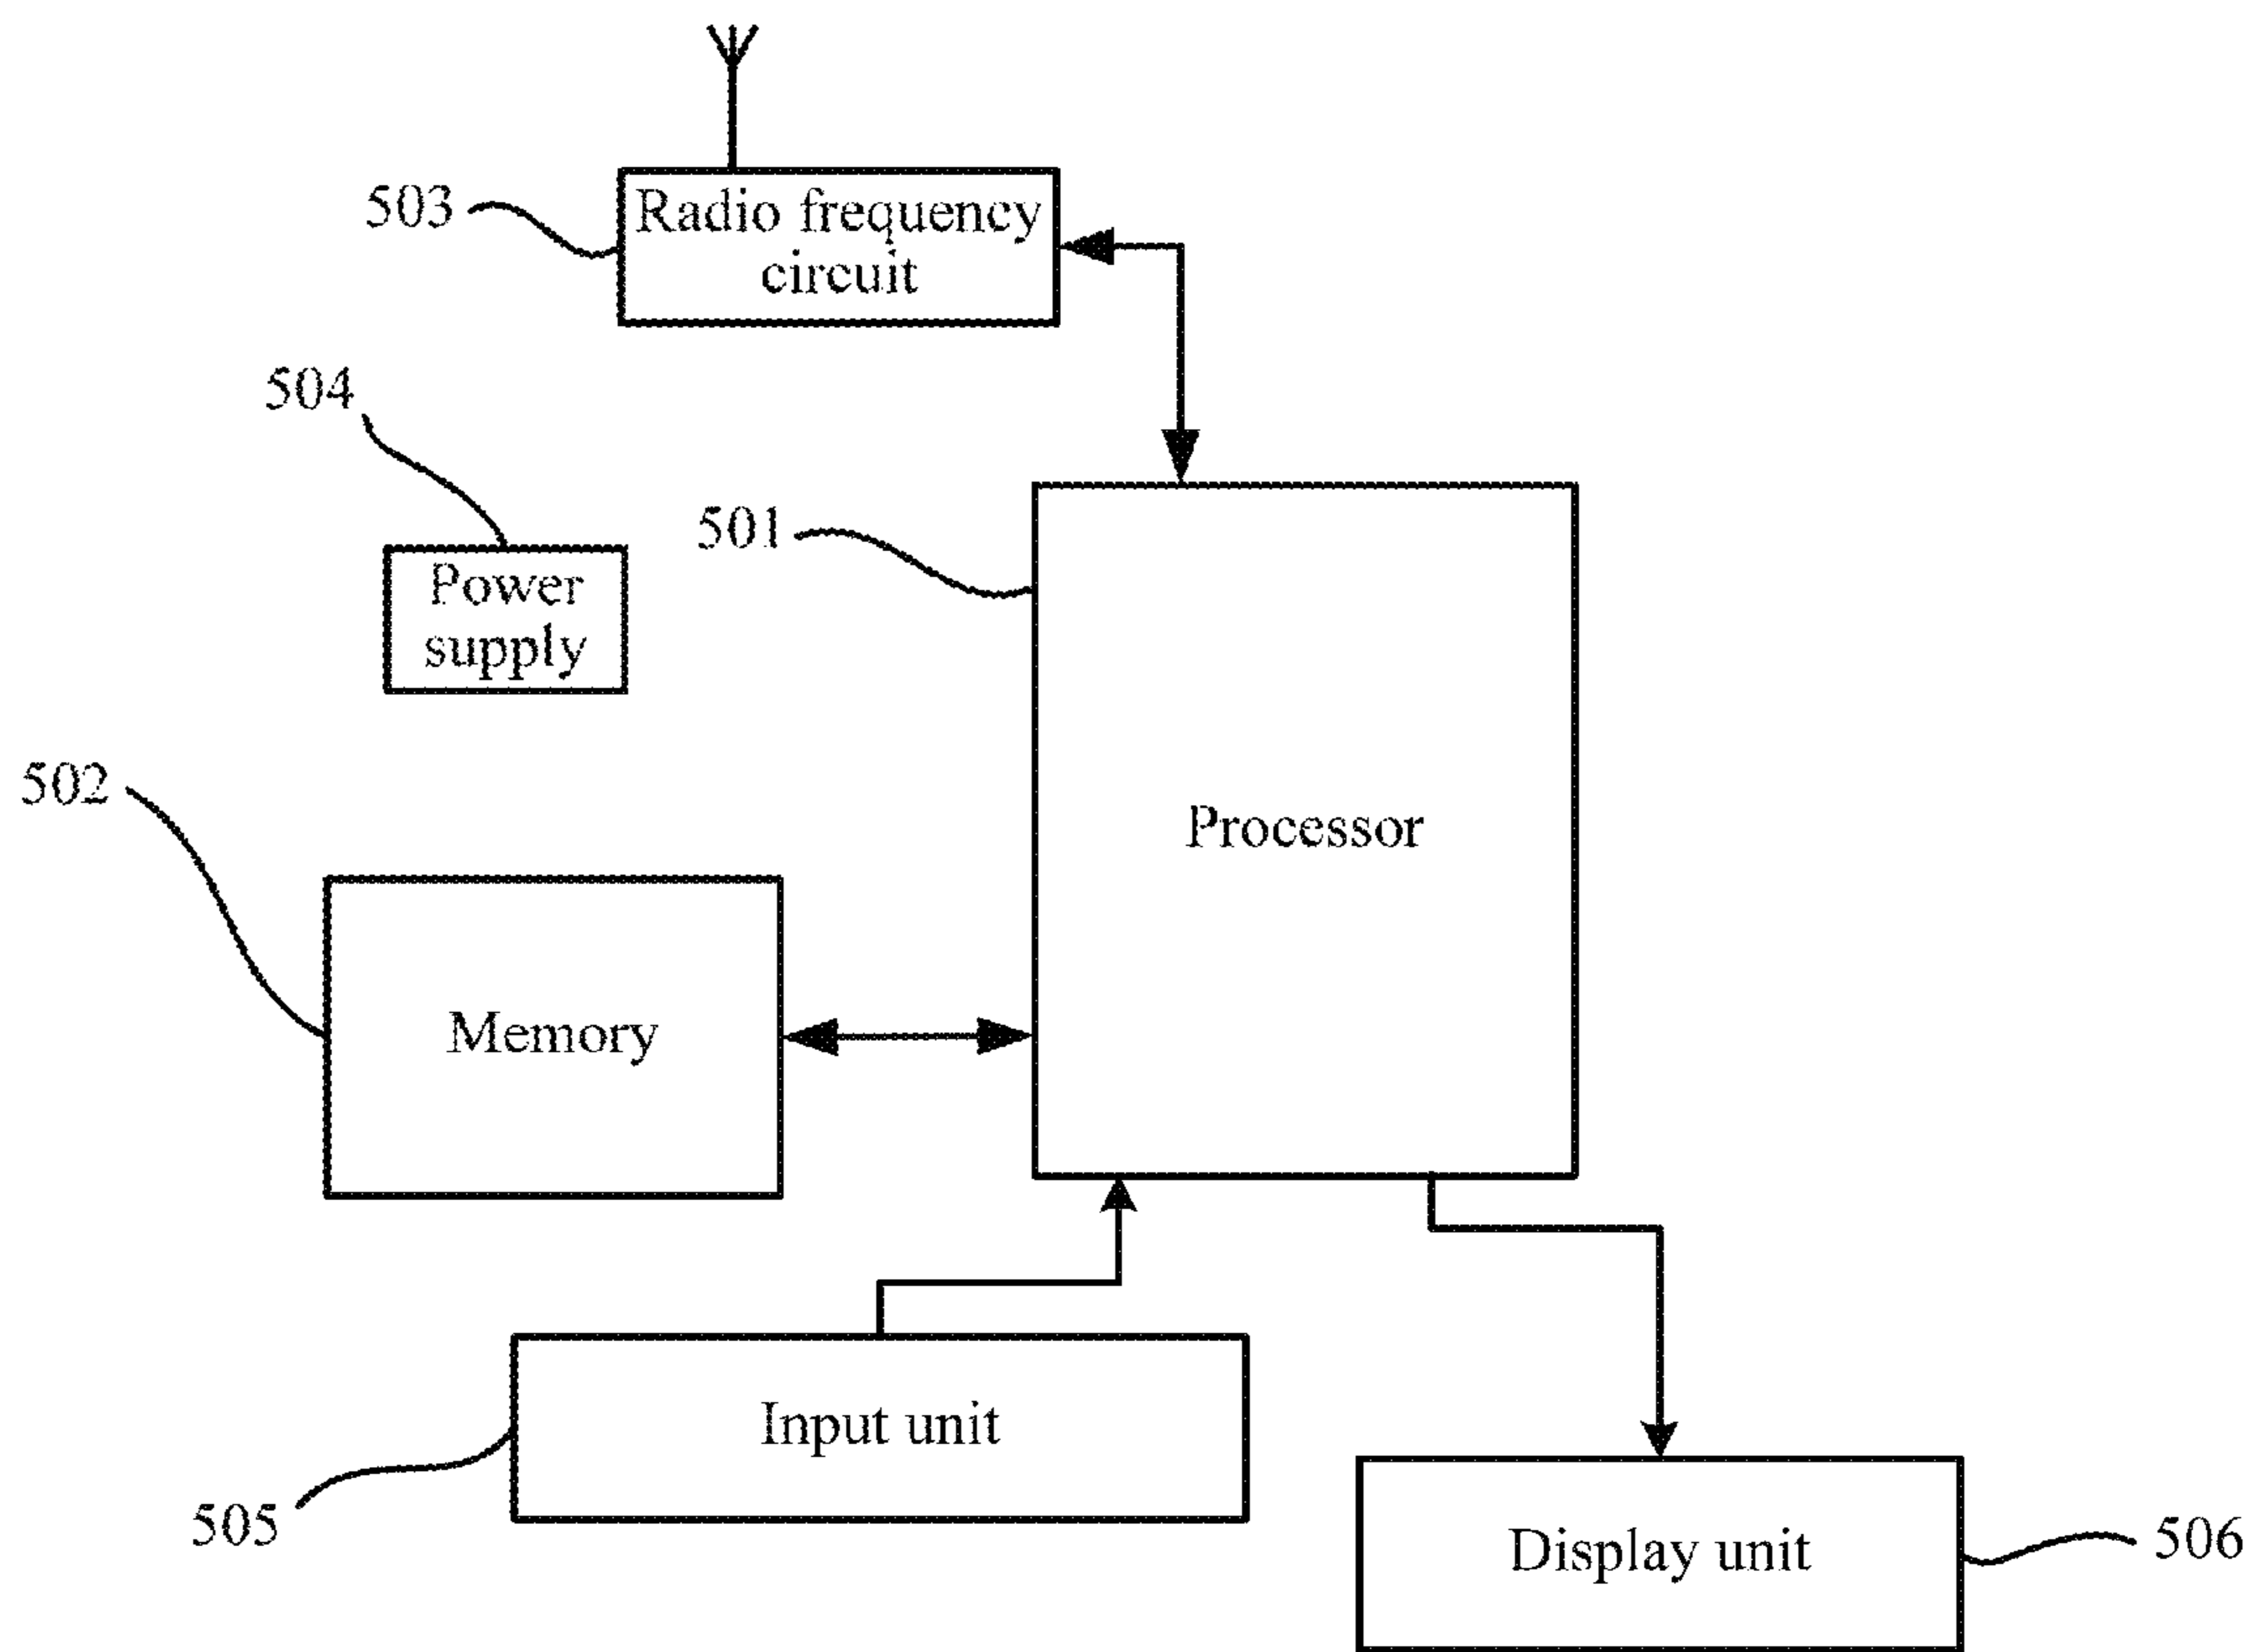 503
Radio frequency
circuit
504
501
Power
supply
502
Processor
Memory
Input unit
505
Display unit
506